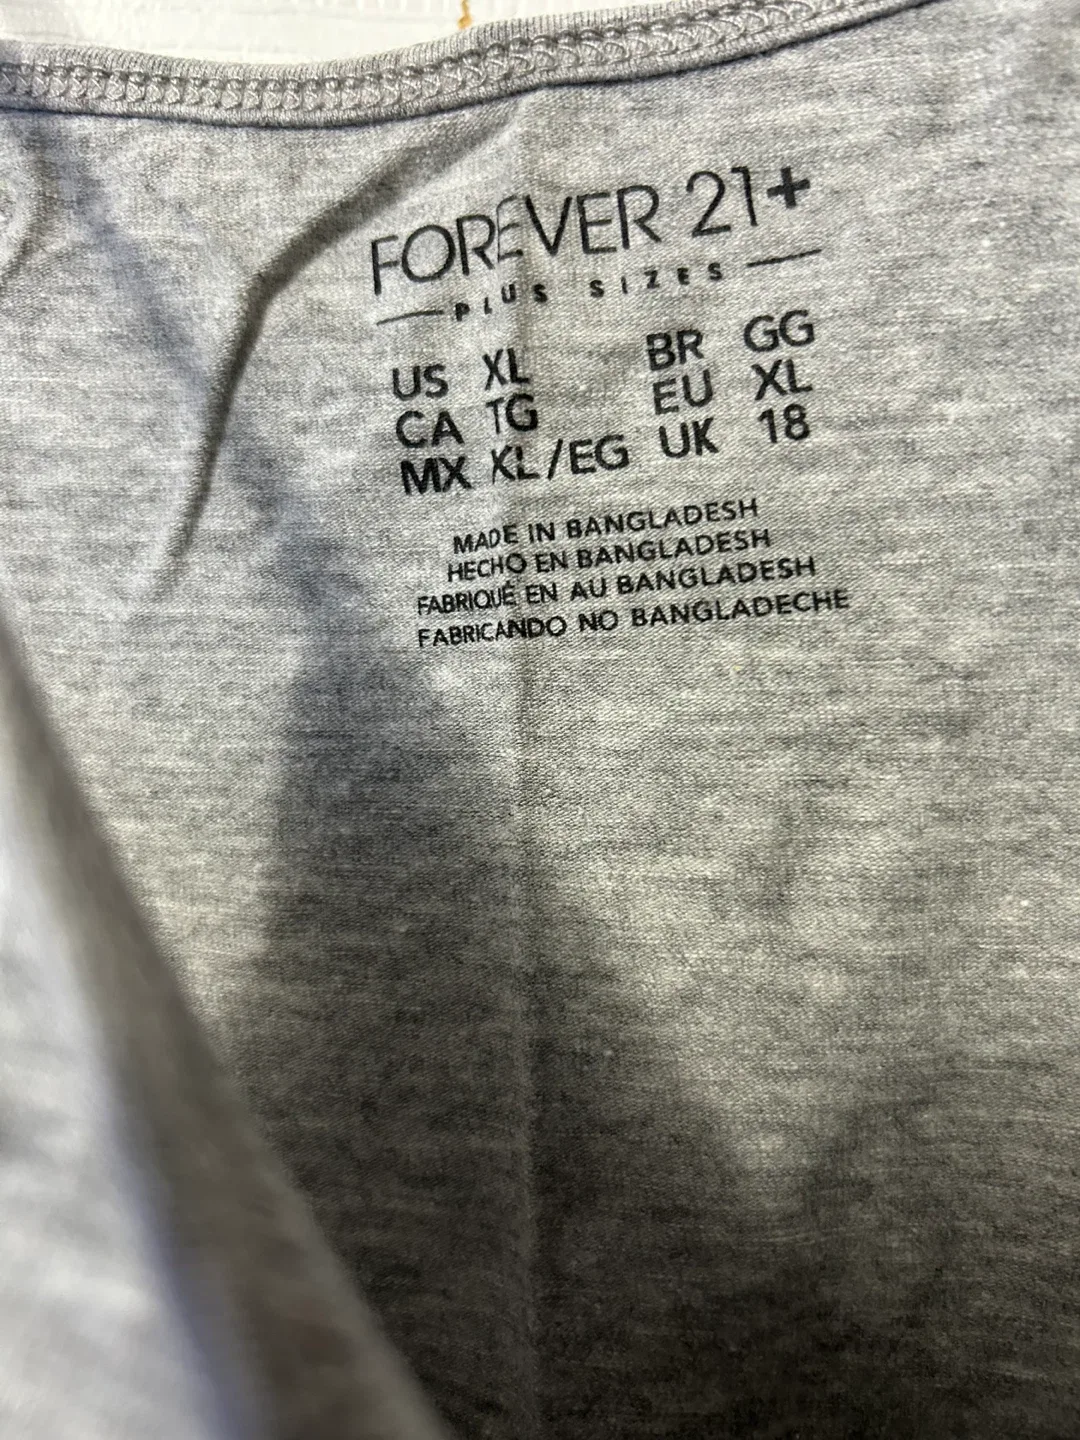 FOREVER 21+
PLUS SIZES
US XL BR GG
CA TG EU XL
MX XL/EG UK 18
MADE IN BANGLADESH
HECHO EN BANGLADESH
FABRIQUÉ EN AU BANGLADESH
FABRICANDO NO BANGLADECHE